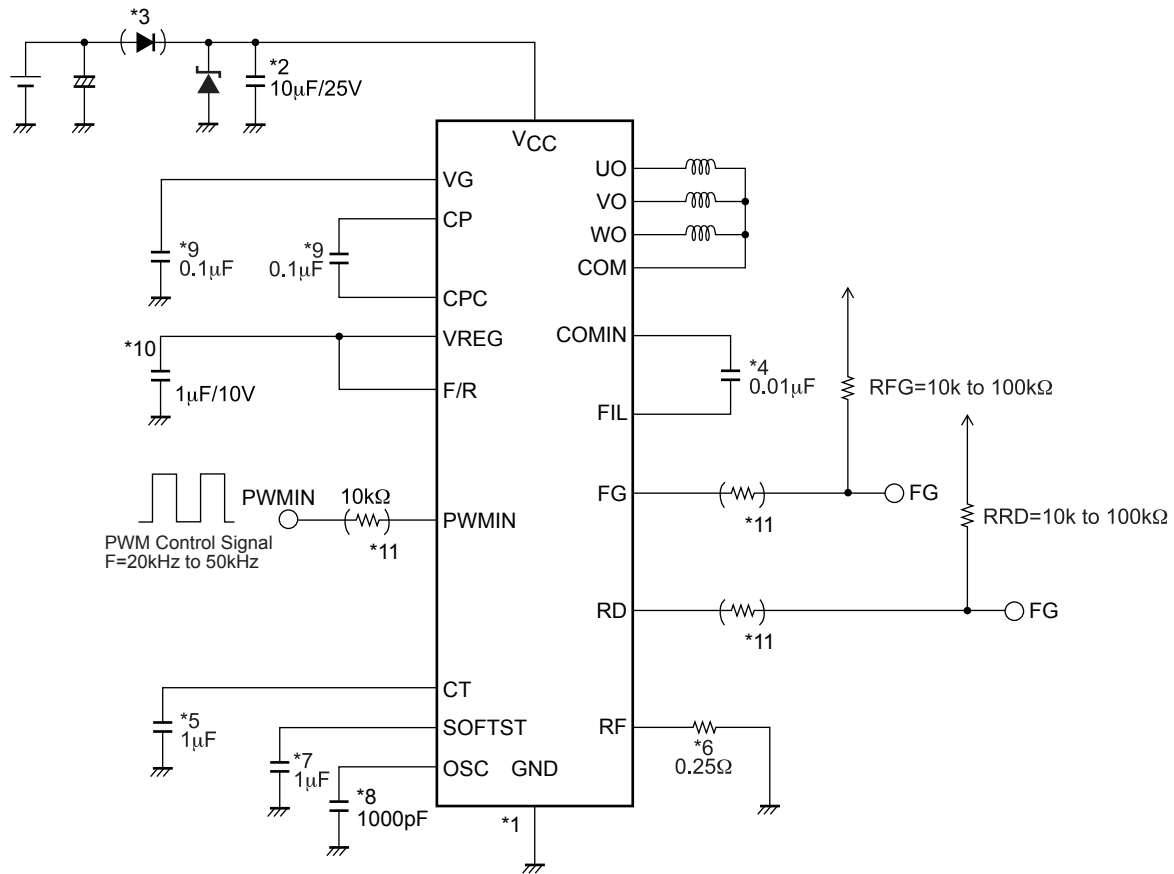 *3
*2
10µF/25V
VCC
VG
CP
*9
0.1µF
*9
0.1µF
CPC
VREG
*10
1µF/10V
F/R
PWMIN
10kΩ
PWMIN
*11
PWM Control Signal
F=20kHz to 50kHz
CT
*5
1µF
SOFTST
*7
1µF
OSC
GND
*8
1000pF
*1
UO
VO
WO
COM
COMIN
*4
0.01µF
FIL
RFG=10k to 100kΩ
FG
*11
FG
RRD=10k to 100kΩ
RD
*11
FG
RF
*6
0.25Ω